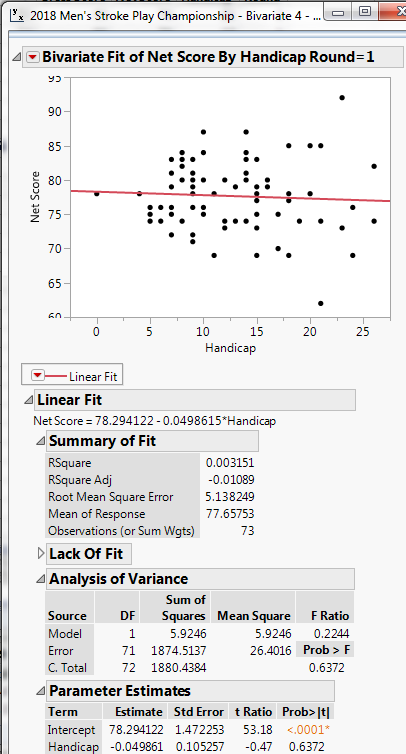 2018 Men's Stroke Play Championship - Bivariate 4 - ...
Bivariate Fit of Net Score By Handicap Round=1
95
90
85
80
75
70
65
60
Net Score
0 5 10 15 20 25
Handicap
Linear Fit
Linear Fit
Net Score = 78.294122 - 0.0498615*Handicap
Summary of Fit
RSquare 0.003151
RSquare Adj -0.01089
Root Mean Square Error 5.138249
Mean of Response 77.65753
Observations (or Sum Wgts) 73
Lack Of Fit
Analysis of Variance
Source DF Sum of Squares Mean Square F Ratio
Model 1 5.9246 5.9246 0.2244
Error 71 1874.5137 26.4016 Prob > F
C. Total 72 1880.4384 0.6372
Parameter Estimates
Term Estimate Std Error t Ratio Prob>|t|
Intercept 78.294122 1.472253 53.18 <.0001*
Handicap -0.049861 0.105257 -0.47 0.6372